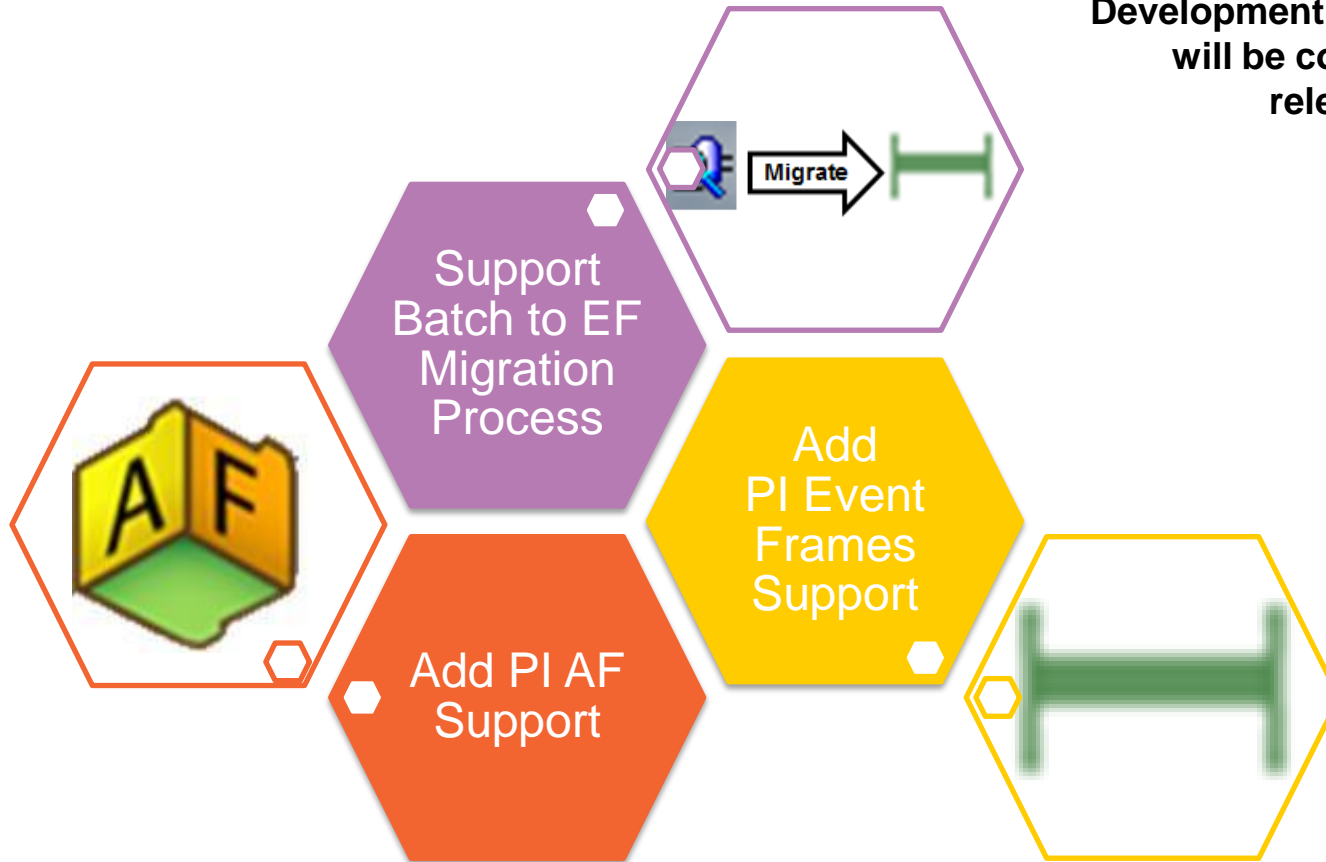 Development
will be co
rele
Migrate
Support
Batch to EF
Migration
Process
Add
PI Event
Frames
Support
A F
Add PI AF
Support